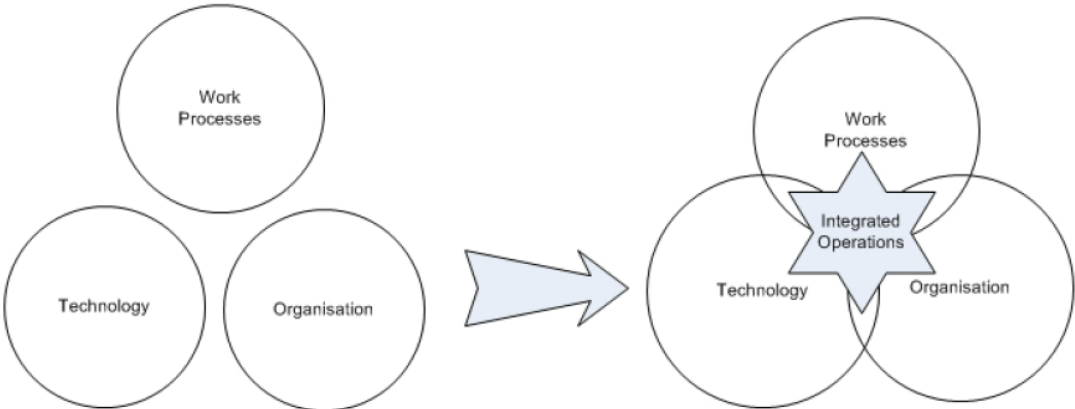 Work
Processes
Technology
Organisation
Work
Processes
Integrated
Operations
Technology
Organisation